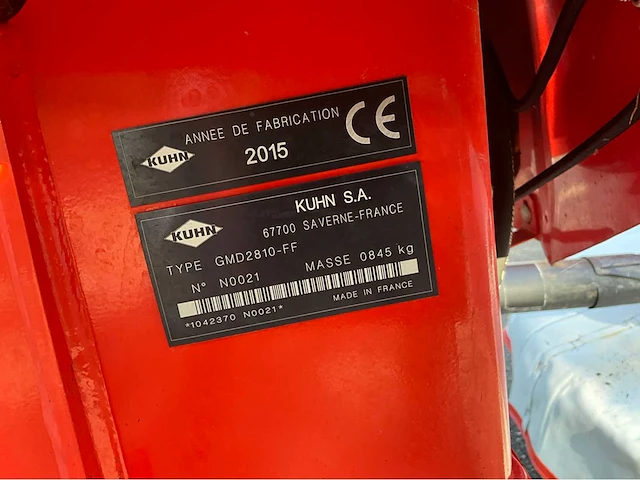 ANNEE DE FABRICATION
KUHN
2015
CE
KUHN S.A.
KUHN
67700 SAVERNE-FRANCE
TYPE GMD2810-FF
N° N0021 MASSE 0845 kg
*1042370 N0021* MADE IN FRANCE